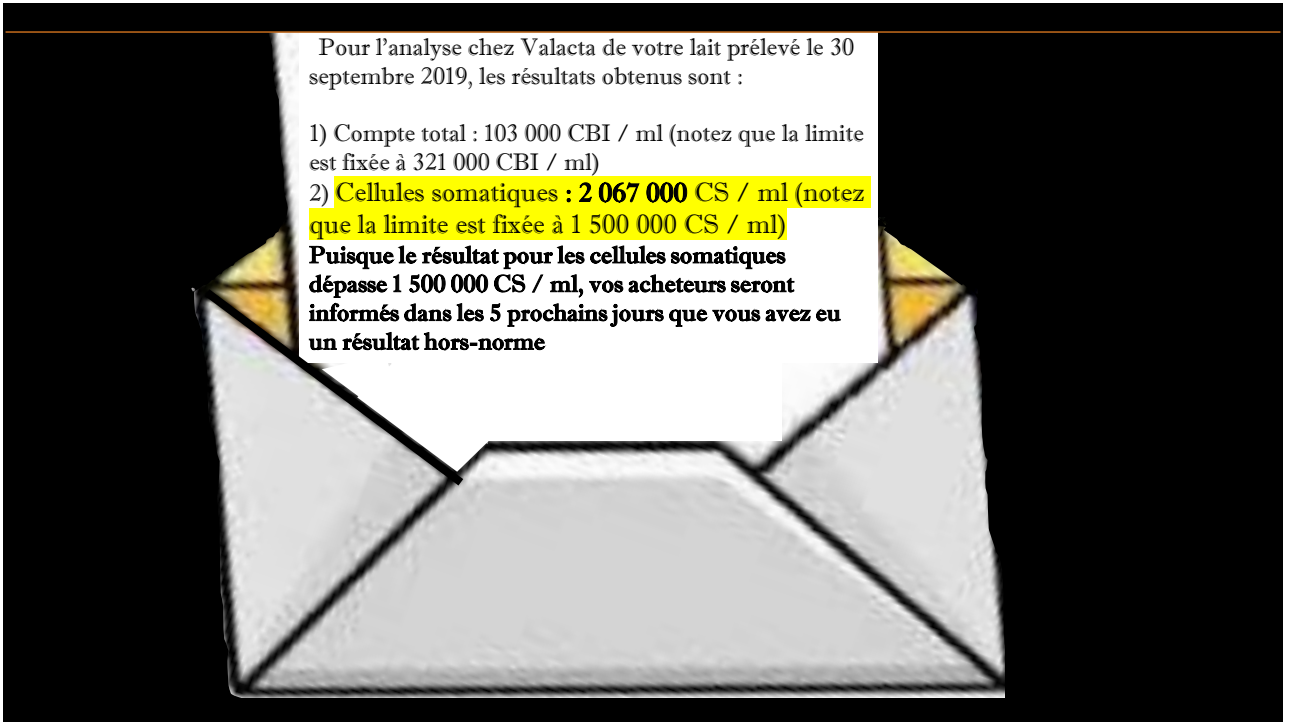 Pour l’analyse chez Valacta de votre lait prélevé le 30
septembre 2019, les résultats obtenus sont :
1) Compte total : 103 000 CBI / ml (notez que la limite
est fixée à 321 000 CBI / ml)
2) Cellules somatiques : 2 067 000 CS / ml (notez
que la limite est fixée à 1 500 000 CS / ml)
Puisque le résultat pour les cellules somatiques
dépasse 1 500 000 CS / ml, vos acheteurs seront
informés dans les 5 prochains jours que vous avez eu
un résultat hors-norme